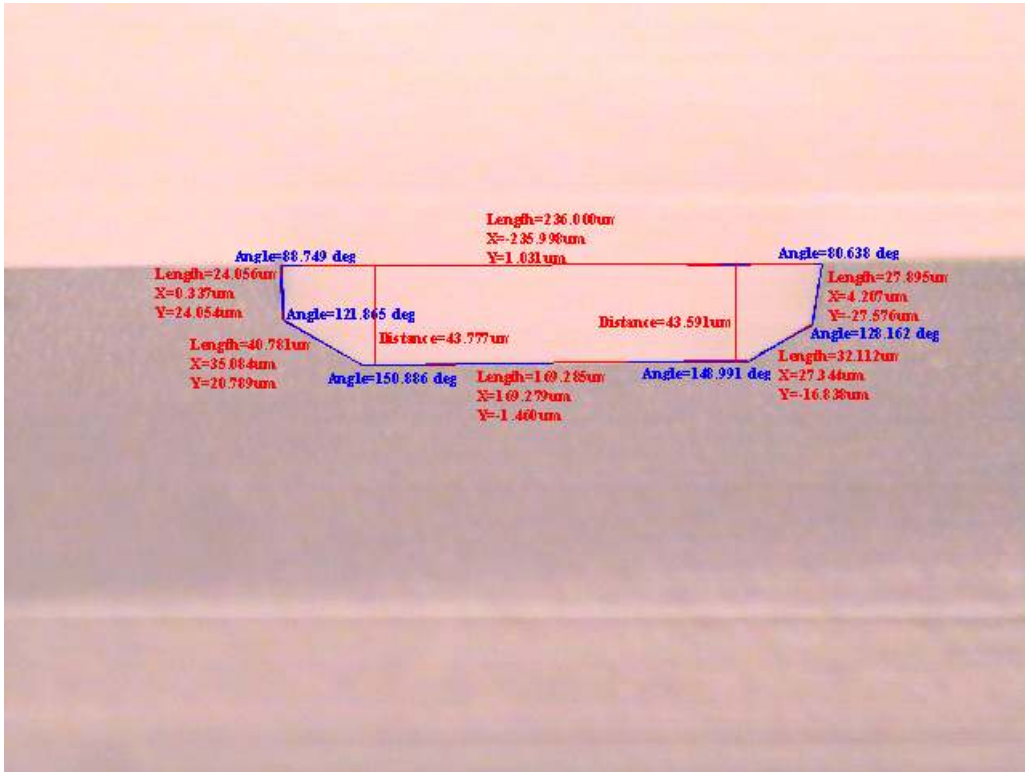 Length=236.000um
X=-235.998um
Y=1.031um
Angle=88.749 deg
Angle=80.638 deg
Length=24.056um
X=0.337um
Y=24.054um
Length=27.895um
X=4.207um
Y=-27.576um
Angle=121.865 deg
Distance=43.777um
Distance=43.591um
Angle=128.162 deg
Length=40.781um
X=35.084um
Y=20.789um
Length=32.112um
X=27.344um
Y=-16.838um
Angle=150.886 deg
Length=169.285um
X=169.279um
Y=-1.460um
Angle=148.991 deg